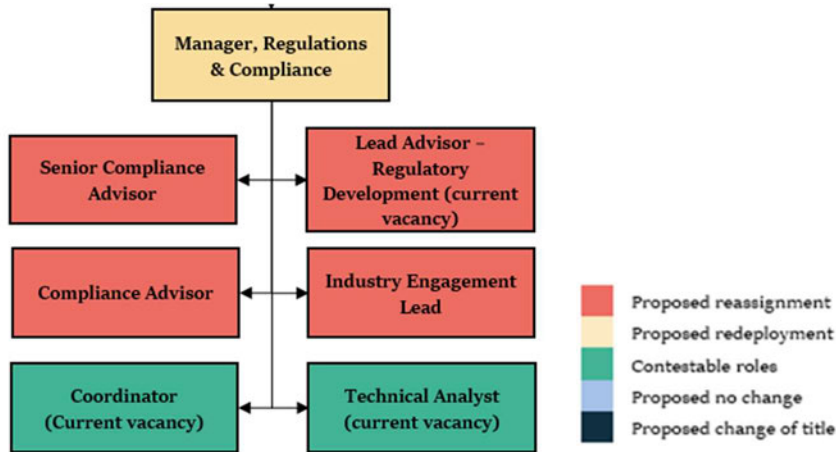 Manager, Regulations
& Compliance
Senior Compliance
Advisor
Lead Advisor –
Regulatory
Development (current
vacancy)
Compliance Advisor
Industry Engagement
Lead
Coordinator
(Current vacancy)
Technical Analyst
(current vacancy)
Proposed reassignment
Proposed redeployment
Contestable roles
Proposed no change
Proposed change of title